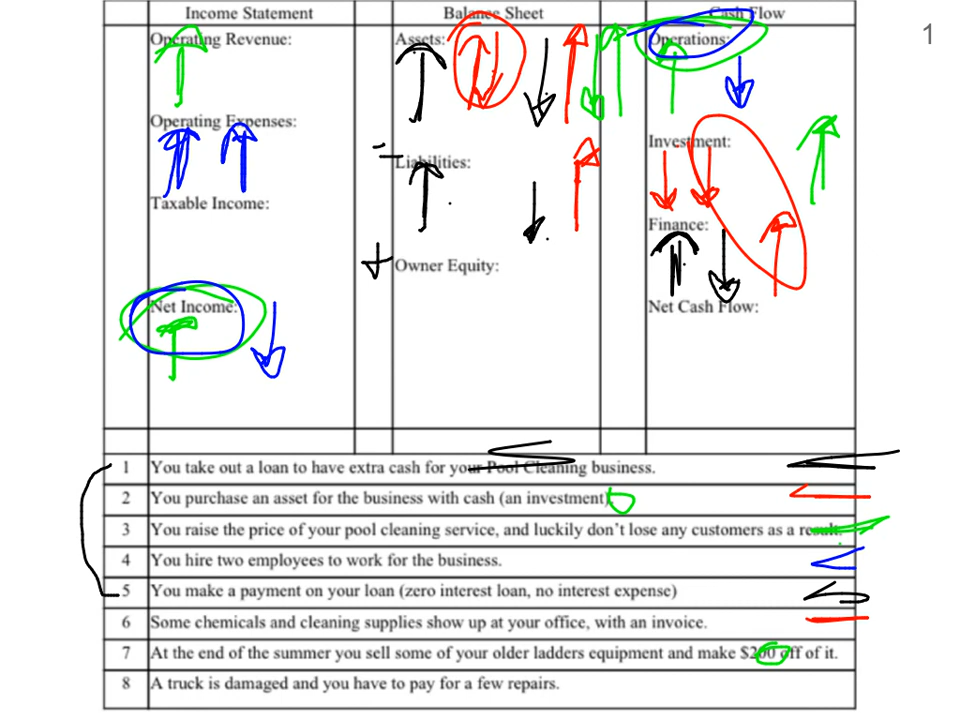 Income Statement Balance Sheet Cash Flow
1
Operating Revenue: Assets: Operations:
Operating Expenses:
Investment:
Liabilities:
Taxable Income:
Finance:
Owner Equity:
Net Income: Net Cash Flow:
1 You take out a loan to have extra cash for your Pool Cleaning business.
2 You purchase an asset for the business with cash (an investment)
3 You raise the price of your pool cleaning service, and luckily don't lose any customers as a result.
4 You hire two employees to work for the business.
5 You make a payment on your loan (zero interest loan, no interest expense)
6 Some chemicals and cleaning supplies show up at your office, with an invoice.
7 At the end of the summer you sell some of your older ladders equipment and make $200 off of it.
8 A truck is damaged and you have to pay for a few repairs.